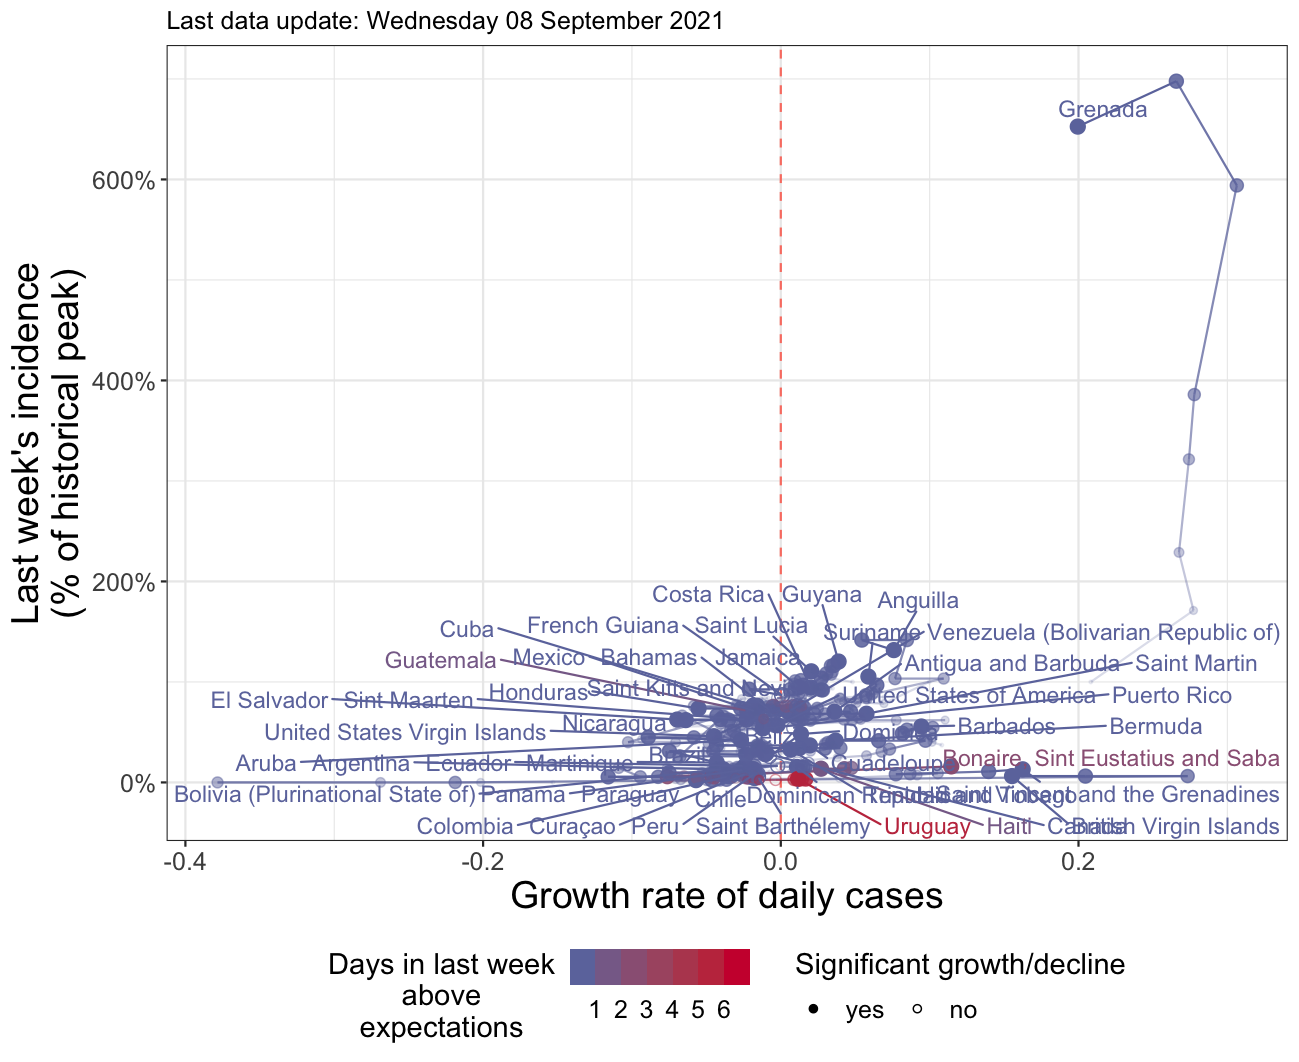 Last data update: Wednesday 08 September 2021
Last week's incidence
(% of historical peak)
600%
400%
200%
0%
Grenada
Costa Rica
Guyana
Anguilla
Cuba
French Guiana
Saint Lucia
Suriname
Venezuela (Bolivarian Republic of)
Guatemala
Mexico
Bahamas
Jamaica
Antigua and Barbuda
Saint Martin
El Salvador
Sint Maarten
Honduras
Saint Kitts and Nevis
United States of America
Puerto Rico
United States Virgin Islands
Nicaragua
Belize
Dominica
Barbados
Bermuda
Aruba
Argentina
Ecuador
Martinique
Brazil
Guadeloupe
Bonaire, Sint Eustatius and Saba
Bolivia (Plurinational State of)
Panama
Paraguay
Chile
Dominican Republic
Trinidad and Tobago
Saint Vincent and the Grenadines
Colombia
Curaçao
Peru
Saint Barthélemy
Uruguay
Haiti
Canada
British Virgin Islands
-0.4
-0.2
0.0
0.2
Growth rate of daily cases
Days in last week
above
expectations
1 2 3 4 5 6
Significant growth/decline
yes
no